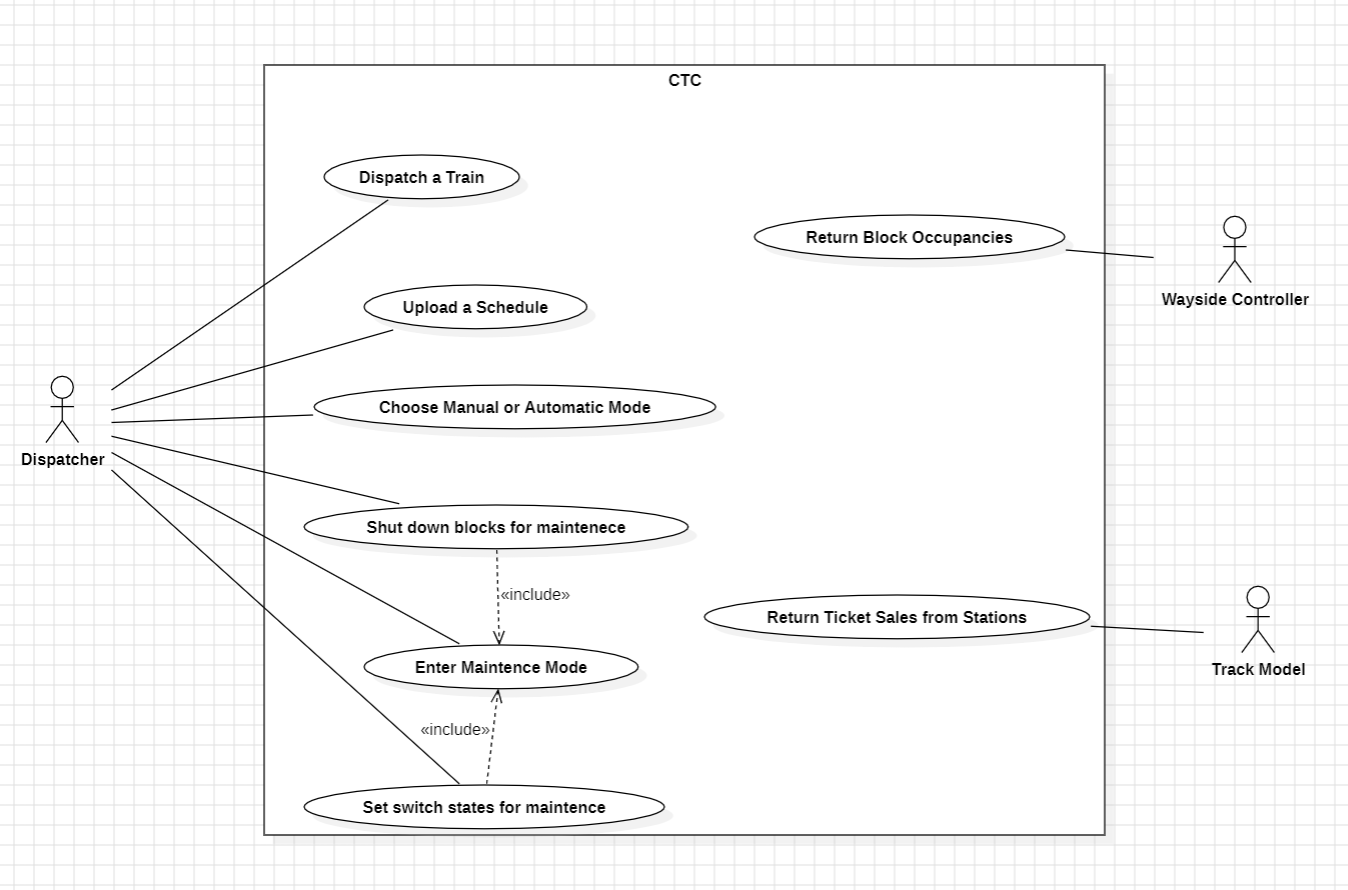 CTC
Dispatch a Train
Return Block Occupancies
Wayside Controller
Upload a Schedule
Choose Manual or Automatic Mode
Dispatcher
Shut down blocks for maintenece
«include»
Return Ticket Sales from Stations
Enter Maintence Mode
Track Model
«include»
Set switch states for maintence